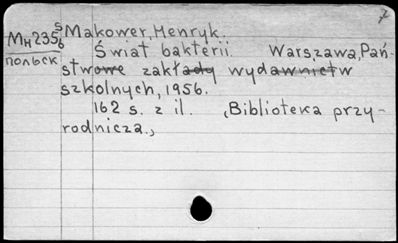 7
Мн235 s/6 Makower, Henryk.
польск Świat bakterii Warszawa, Pań-
stwowe zakłady wydawnictw
szkolnych, 1956.
162 s. z il. (Biblioteka przy-
rodnicza.)